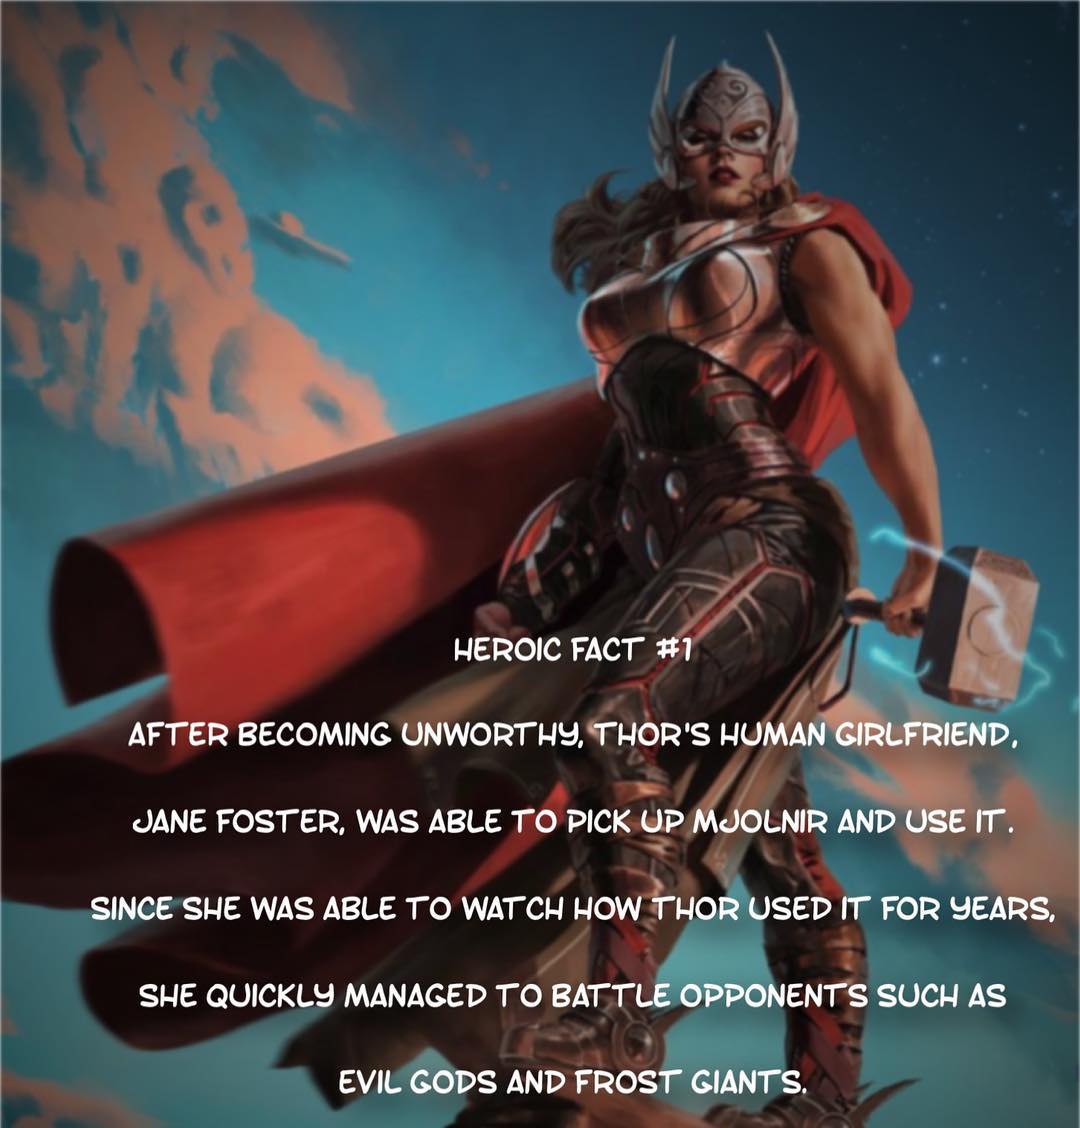 HEROIC FACT #1
AFTER BECOMING UNWORTHY, THOR'S HUMAN GIRLFRIEND,
JANE FOSTER, WAS ABLE TO PICK UP MJOLNIR AND USE IT.
SINCE SHE WAS ABLE TO WATCH HOW THOR USED IT FOR YEARS,
SHE QUICKLY MANAGED TO BATTLE OPPONENTS SUCH AS
EVIL GODS AND FROST GIANTS.